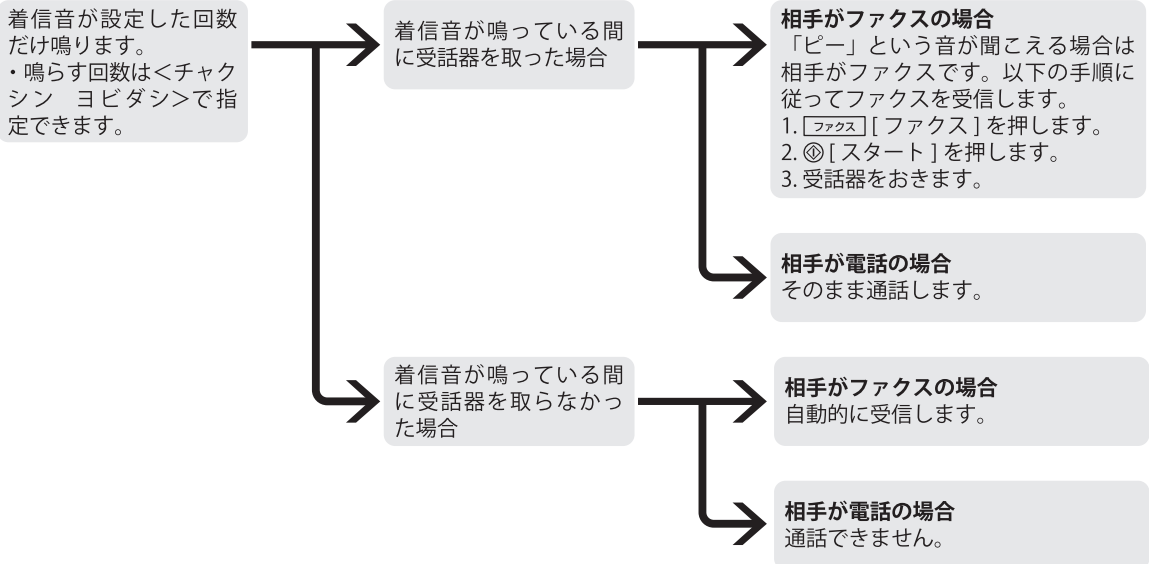 着信音が設定した回数
だけ鳴ります。
・鳴らす回数は＜チャク
シン　ヨビダシ＞で指
定できます。
着信音が鳴っている間
に受話器を取った場合
相手がファクスの場合
「ピー」という音が聞こえる場合は
相手がファクスです。以下の手順に
従ってファクスを受信します。
1. ファクス [ ファクス ] を押します。
2. [ スタート ] を押します。
3. 受話器をおきます。
相手が電話の場合
そのまま通話します。
着信音が鳴っている間
に受話器を取らなかっ
た場合
相手がファクスの場合
自動的に受信します。
相手が電話の場合
通話できません。